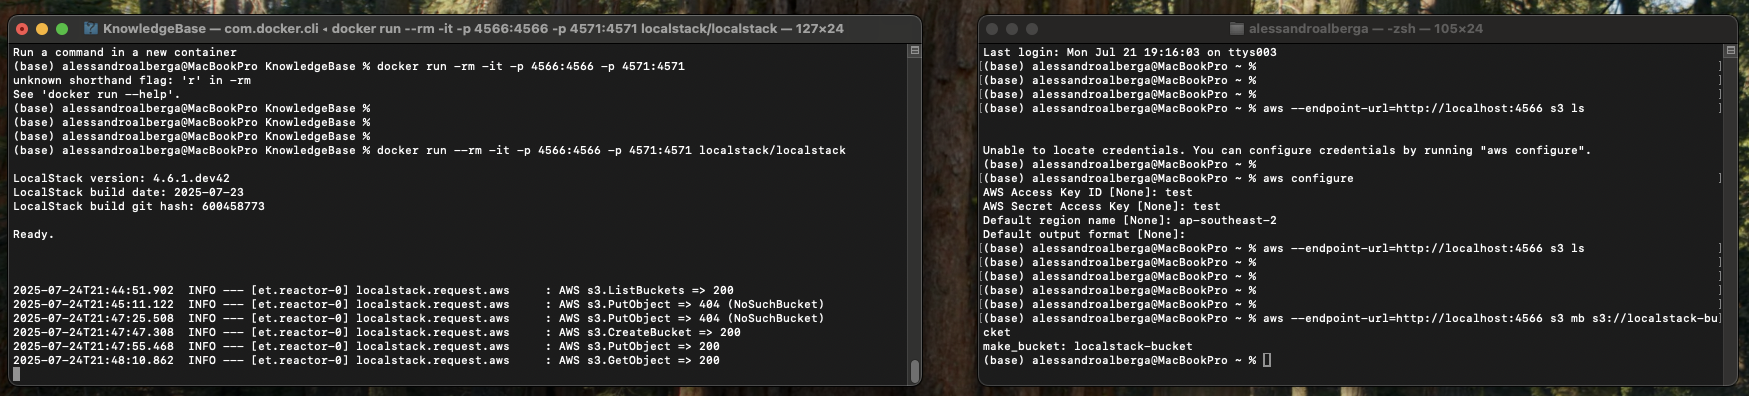 KnowledgeBase — com.docker.cli ◂ docker run --rm -it -p 4566:4566 -p 4571:4571 localstack/localstack — 127×24
Run a command in a new container
(base) alessandroalberga@MacBookPro KnowledgeBase % docker run -rm -it -p 4566:4566 -p 4571:4571
unknown shorthand flag: 'r' in -rm
See 'docker run --help'.
(base) alessandroalberga@MacBookPro KnowledgeBase %
(base) alessandroalberga@MacBookPro KnowledgeBase %
(base) alessandroalberga@MacBookPro KnowledgeBase %
(base) alessandroalberga@MacBookPro KnowledgeBase % docker run --rm -it -p 4566:4566 -p 4571:4571 localstack/localstack
LocalStack version: 4.6.1.dev42
LocalStack build date: 2025-07-23
LocalStack build git hash: 600458773
Ready.
2025-07-24T21:44:51.902  INFO --- [et.reactor-0] localstack.request.aws     : AWS s3.ListBuckets => 200
2025-07-24T21:45:11.122  INFO --- [et.reactor-0] localstack.request.aws     : AWS s3.PutObject => 404 (NoSuchBucket)
2025-07-24T21:47:25.508  INFO --- [et.reactor-0] localstack.request.aws     : AWS s3.PutObject => 404 (NoSuchBucket)
2025-07-24T21:47:47.308  INFO --- [et.reactor-0] localstack.request.aws     : AWS s3.CreateBucket => 200
2025-07-24T21:47:55.468  INFO --- [et.reactor-0] localstack.request.aws     : AWS s3.PutObject => 200
2025-07-24T21:48:10.862  INFO --- [et.reactor-0] localstack.request.aws     : AWS s3.GetObject => 200
alessandroalberga — -zsh — 105×24
Last login: Mon Jul 21 19:16:03 on ttys003
[(base) alessandroalberga@MacBookPro ~ % ]
[(base) alessandroalberga@MacBookPro ~ % ]
[(base) alessandroalberga@MacBookPro ~ % ]
[(base) alessandroalberga@MacBookPro ~ % aws --endpoint-url=http://localhost:4566 s3 ls ]
Unable to locate credentials. You can configure credentials by running "aws configure".
(base) alessandroalberga@MacBookPro ~ %
[(base) alessandroalberga@MacBookPro ~ % aws configure ]
AWS Access Key ID [None]: test
AWS Secret Access Key [None]: test
Default region name [None]: ap-southeast-2
Default output format [None]:
[(base) alessandroalberga@MacBookPro ~ % aws --endpoint-url=http://localhost:4566 s3 ls ]
[(base) alessandroalberga@MacBookPro ~ % ]
[(base) alessandroalberga@MacBookPro ~ % ]
[(base) alessandroalberga@MacBookPro ~ % ]
[(base) alessandroalberga@MacBookPro ~ % ]
[(base) alessandroalberga@MacBookPro ~ % aws --endpoint-url=http://localhost:4566 s3 mb s3://localstack-bu]
cket
make_bucket: localstack-bucket
(base) alessandroalberga@MacBookPro ~ %